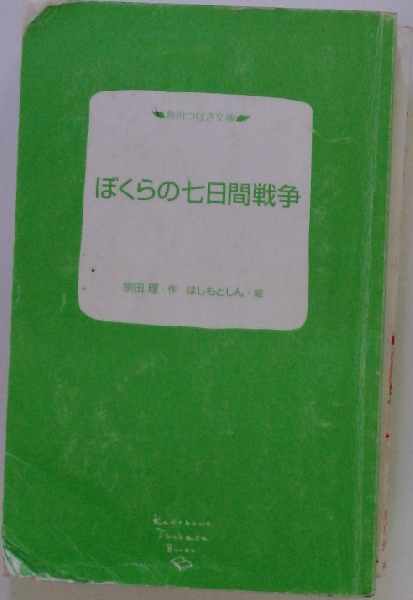 角川つばさ文庫
ぼくらの七日間戦争
宗田 理・作 はしもとしん・絵
Kadokawa
Tsubasa
Bunko